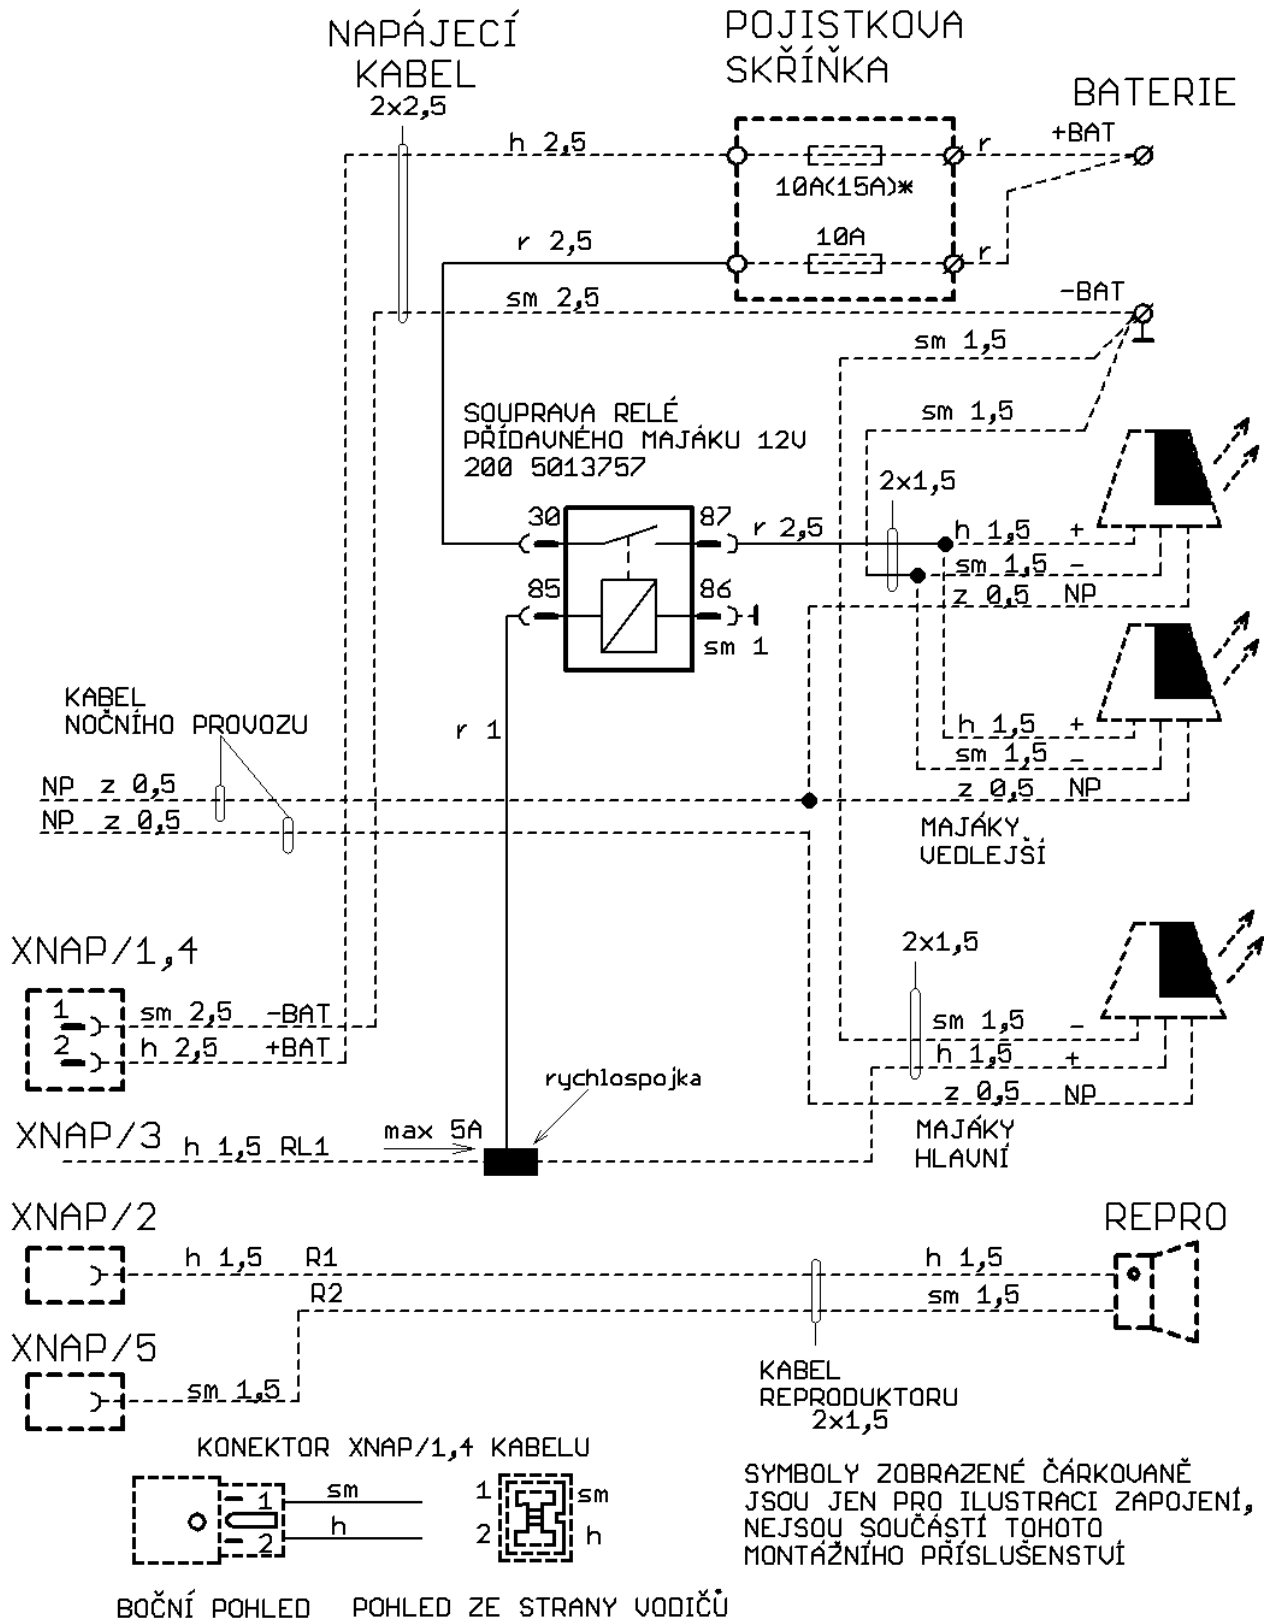 NAPÁJECÍ
KABEL
2x2,5
POJISTKOVA
SKŘÍŇKA
BATERIE
+BAT
h 2,5
r
10A(15A)*
r 2,5
10A
r
sm 2,5
-BAT
sm 1,5
sm 1,5
SOUPRAVA RELÉ
PŘÍDAVNÉHO MAJÁKU 12V
200 5013757
2x1,5
30
87
r 2,5
h 1,5 +
sm 1,5 -
z 0,5 NP
85
86
sm 1
KABEL
NOČNÍHO PROVOZU
r 1
h 1,5 +
sm 1,5 -
z 0,5 NP
NP z 0,5
NP z 0,5
MAJÁKY
VEDLEJŠÍ
XNAP/1,4
2x1,5
1
sm 2,5 -BAT
2
h 2,5 +BAT
sm 1,5 -
h 1,5 +
z 0,5 NP
rychlospojka
XNAP/3
h 1,5 RL1
max 5A
MAJÁKY
HLAVNÍ
XNAP/2
REPRO
h 1,5 R1
h 1,5
R2
sm 1,5
XNAP/5
sm 1,5
KABEL
REPRODUKTORU
2x1,5
KONEKTOR XNAP/1,4 KABELU
1
sm
2
h
1
sm
2
h
SYMBOLY ZOBRAZENÉ ČÁRKOVANĚ
JSOU JEN PRO ILUSTRACI ZAPOJENÍ,
NEJSOU SOUČÁSTÍ TOHOTO
MONTÁŽNÍHO PŘÍSLUŠENSTVÍ
BOČNÍ POHLED
POHLED ZE STRANY VODIČŮ